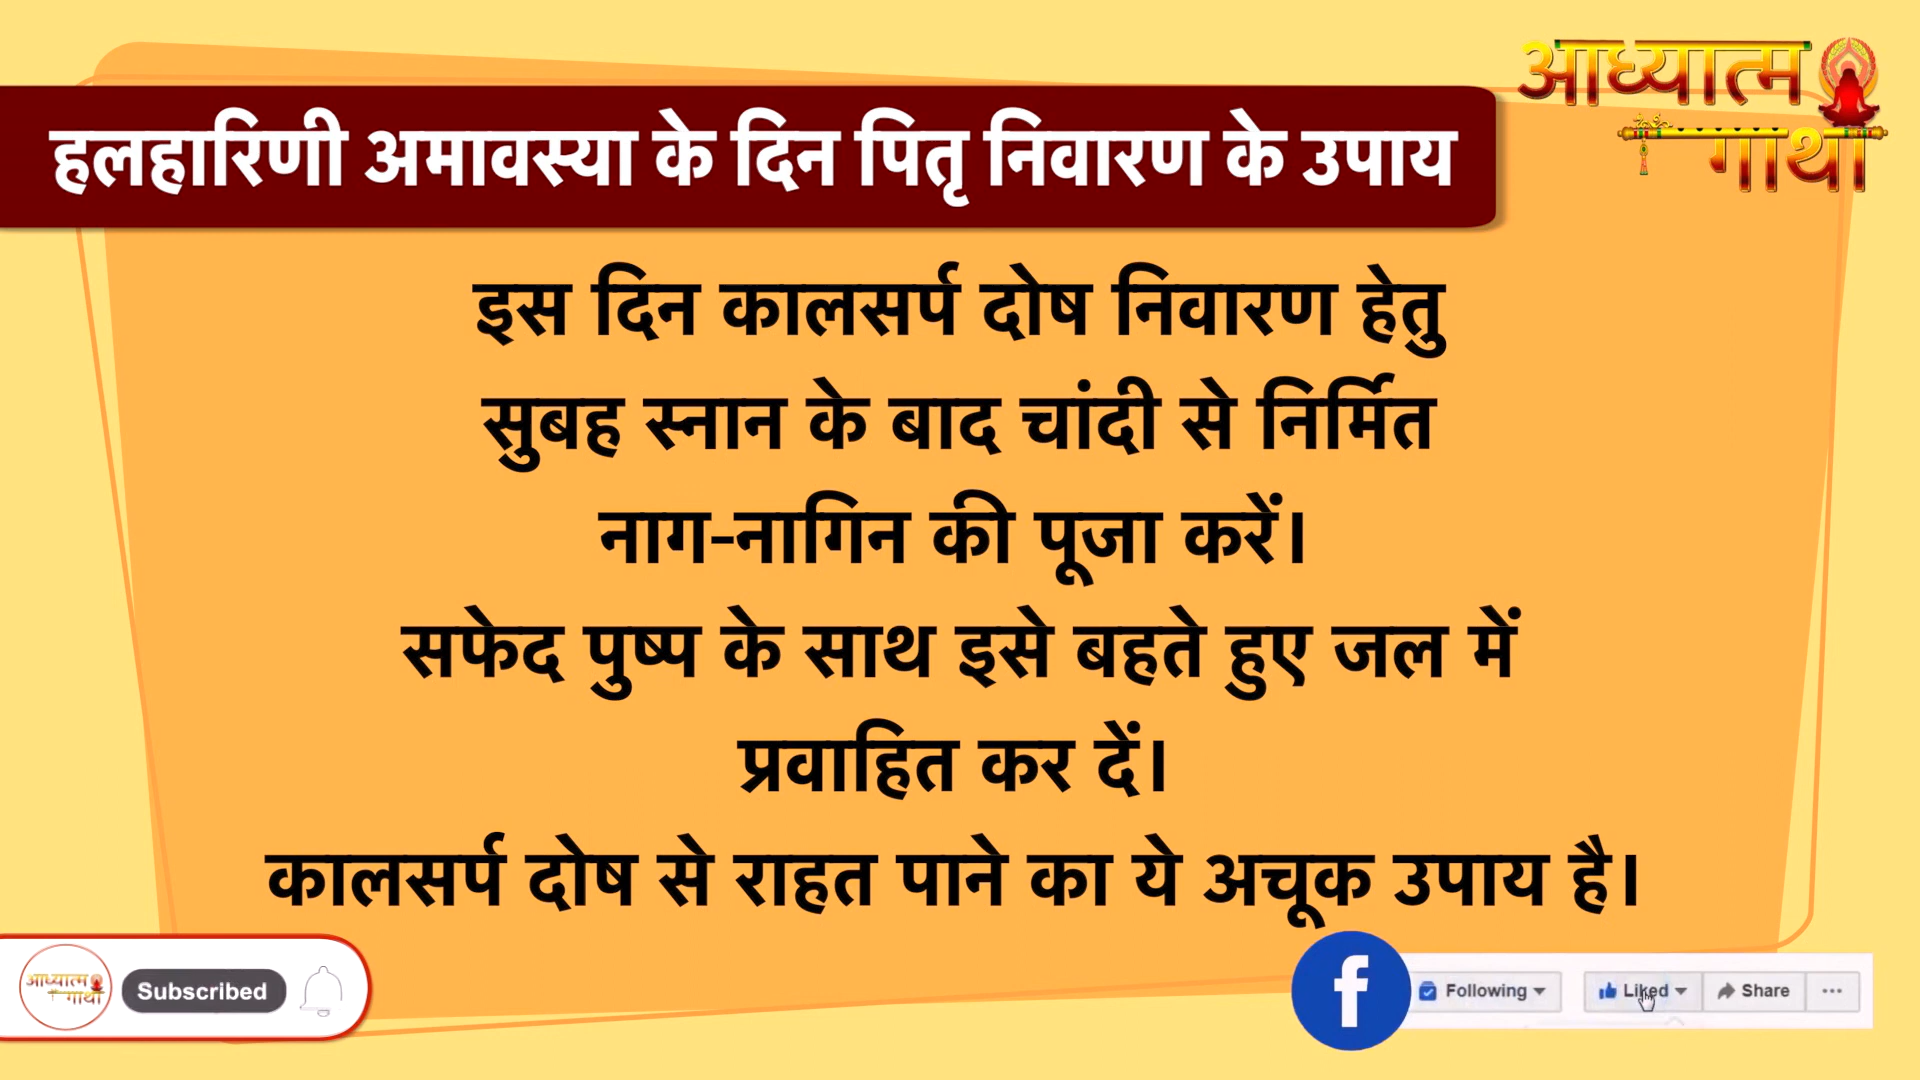 आध्यात्म
गाथा
हलहारिणी अमावस्या के दिन पितृ निवारण के उपाय
इस दिन कालसर्प दोष निवारण हेतु
सुबह स्नान के बाद चांदी से निर्मित
नाग-नागिन की पूजा करें।
सफेद पुष्प के साथ इसे बहते हुए जल में
प्रवाहित कर दें।
कालसर्प दोष से राहत पाने का ये अचूक उपाय है।
आध्यात्म
गाथा
Subscribed
f
Following
Liked
Share